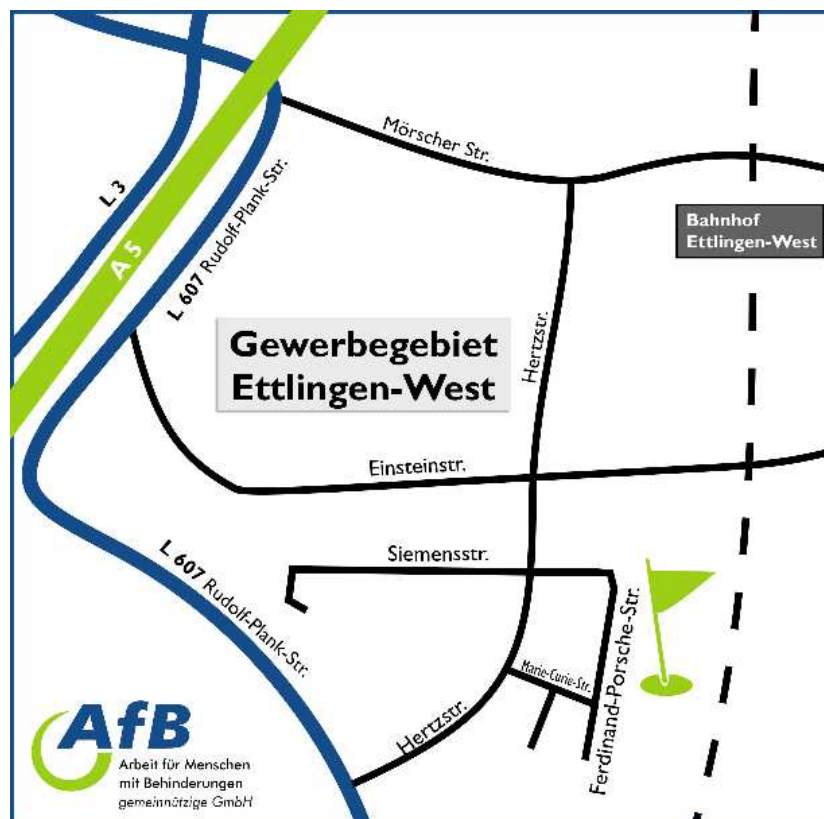 Mörscher Str.
L 3
A 5
L 607 Rudolf-Plank-Str.
Bahnhof
Ettlingen-West
Gewerbegebiet
Ettlingen-West
Hertzstr.
Einsteinstr.
Siemensstr.
L 607 Rudolf-Plank-Str.
Marie-Curie-Str.
Ferdinand-Porsche-Str.
Hertzstr.
AfB
Arbeit für Menschen
mit Behinderungen
gemeinnützige GmbH